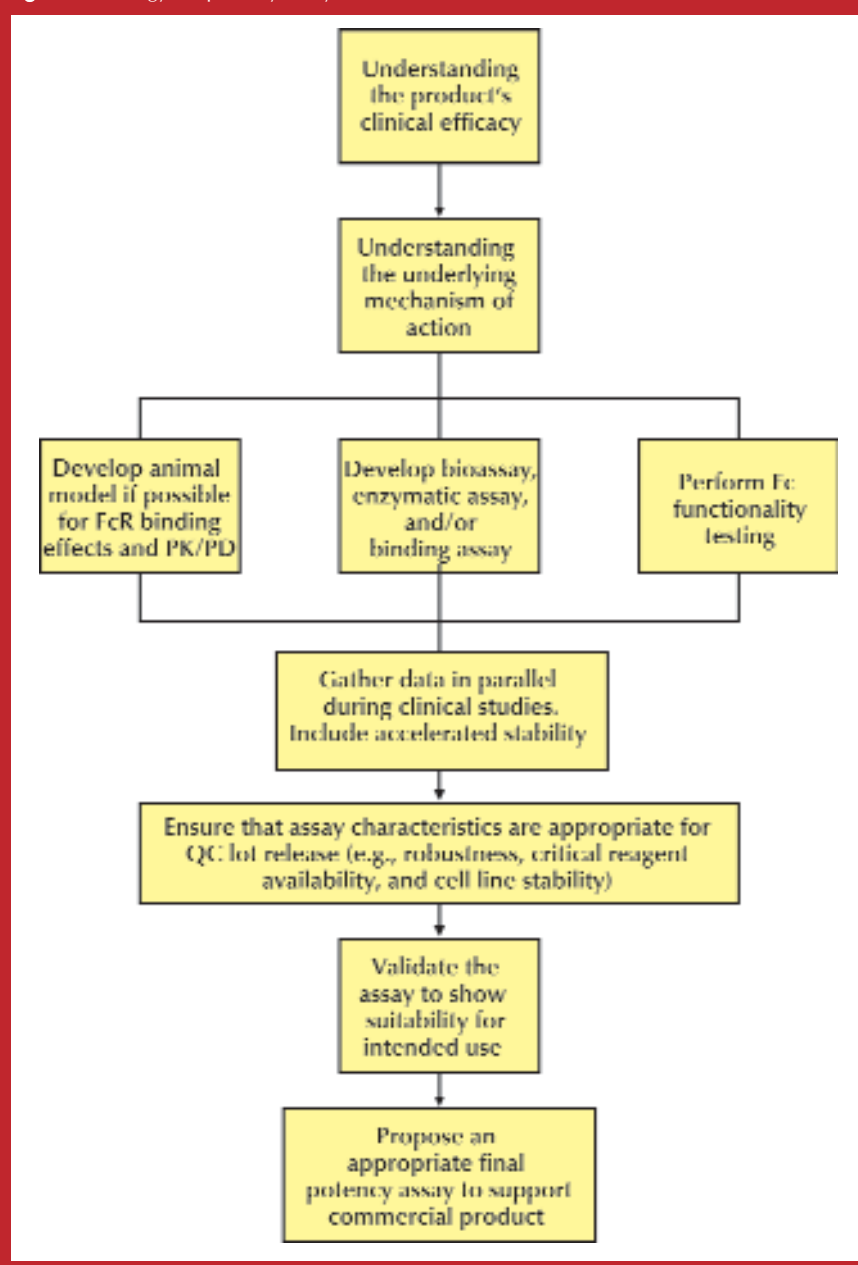 Understanding
the product's
clinical efficacy
Understanding
the underlying
mechanism of
action
Develop animal
model if possible
for FcR binding
effects and PK/PD
Develop bioassay,
enzymatic assay,
and/or
binding assay
Perform Fc
functionality
testing
Gather data in parallel
during clinical studies.
Include accelerated stability
Ensure that assay characteristics are appropriate for
QC lot release (e.g., robustness, critical reagent
availability, and cell line stability)
Validate the
assay to show
suitability for
intended use
Propose an
appropriate final
potency assay to support
commercial product